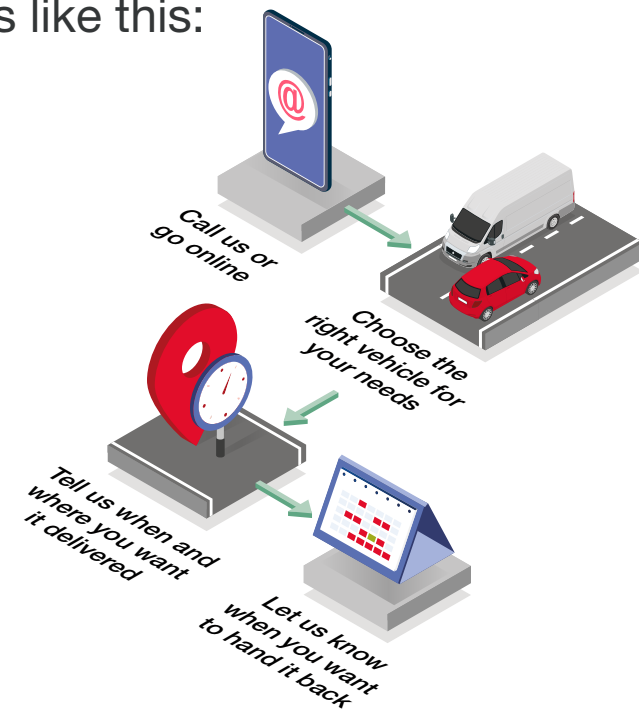 s like this:
@
Call us or
go online
Choose the
right vehicle for
your needs
Tell us when and
where you want
it delivered
Let us know
when you want
to hand it back